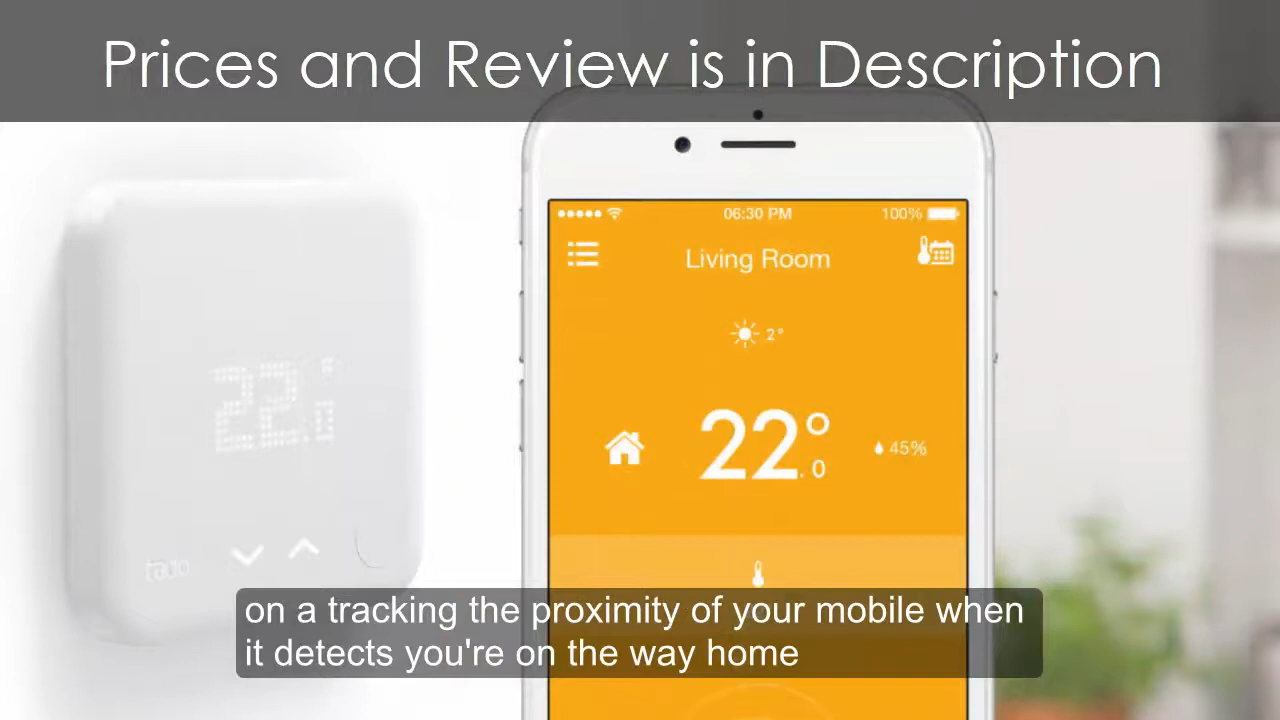 Prices and Review is in Description
06:30 PM
100%
Living Room
2°
22.0°
45%
22.0°
tado
on a tracking the proximity of your mobile when
it detects you're on the way home